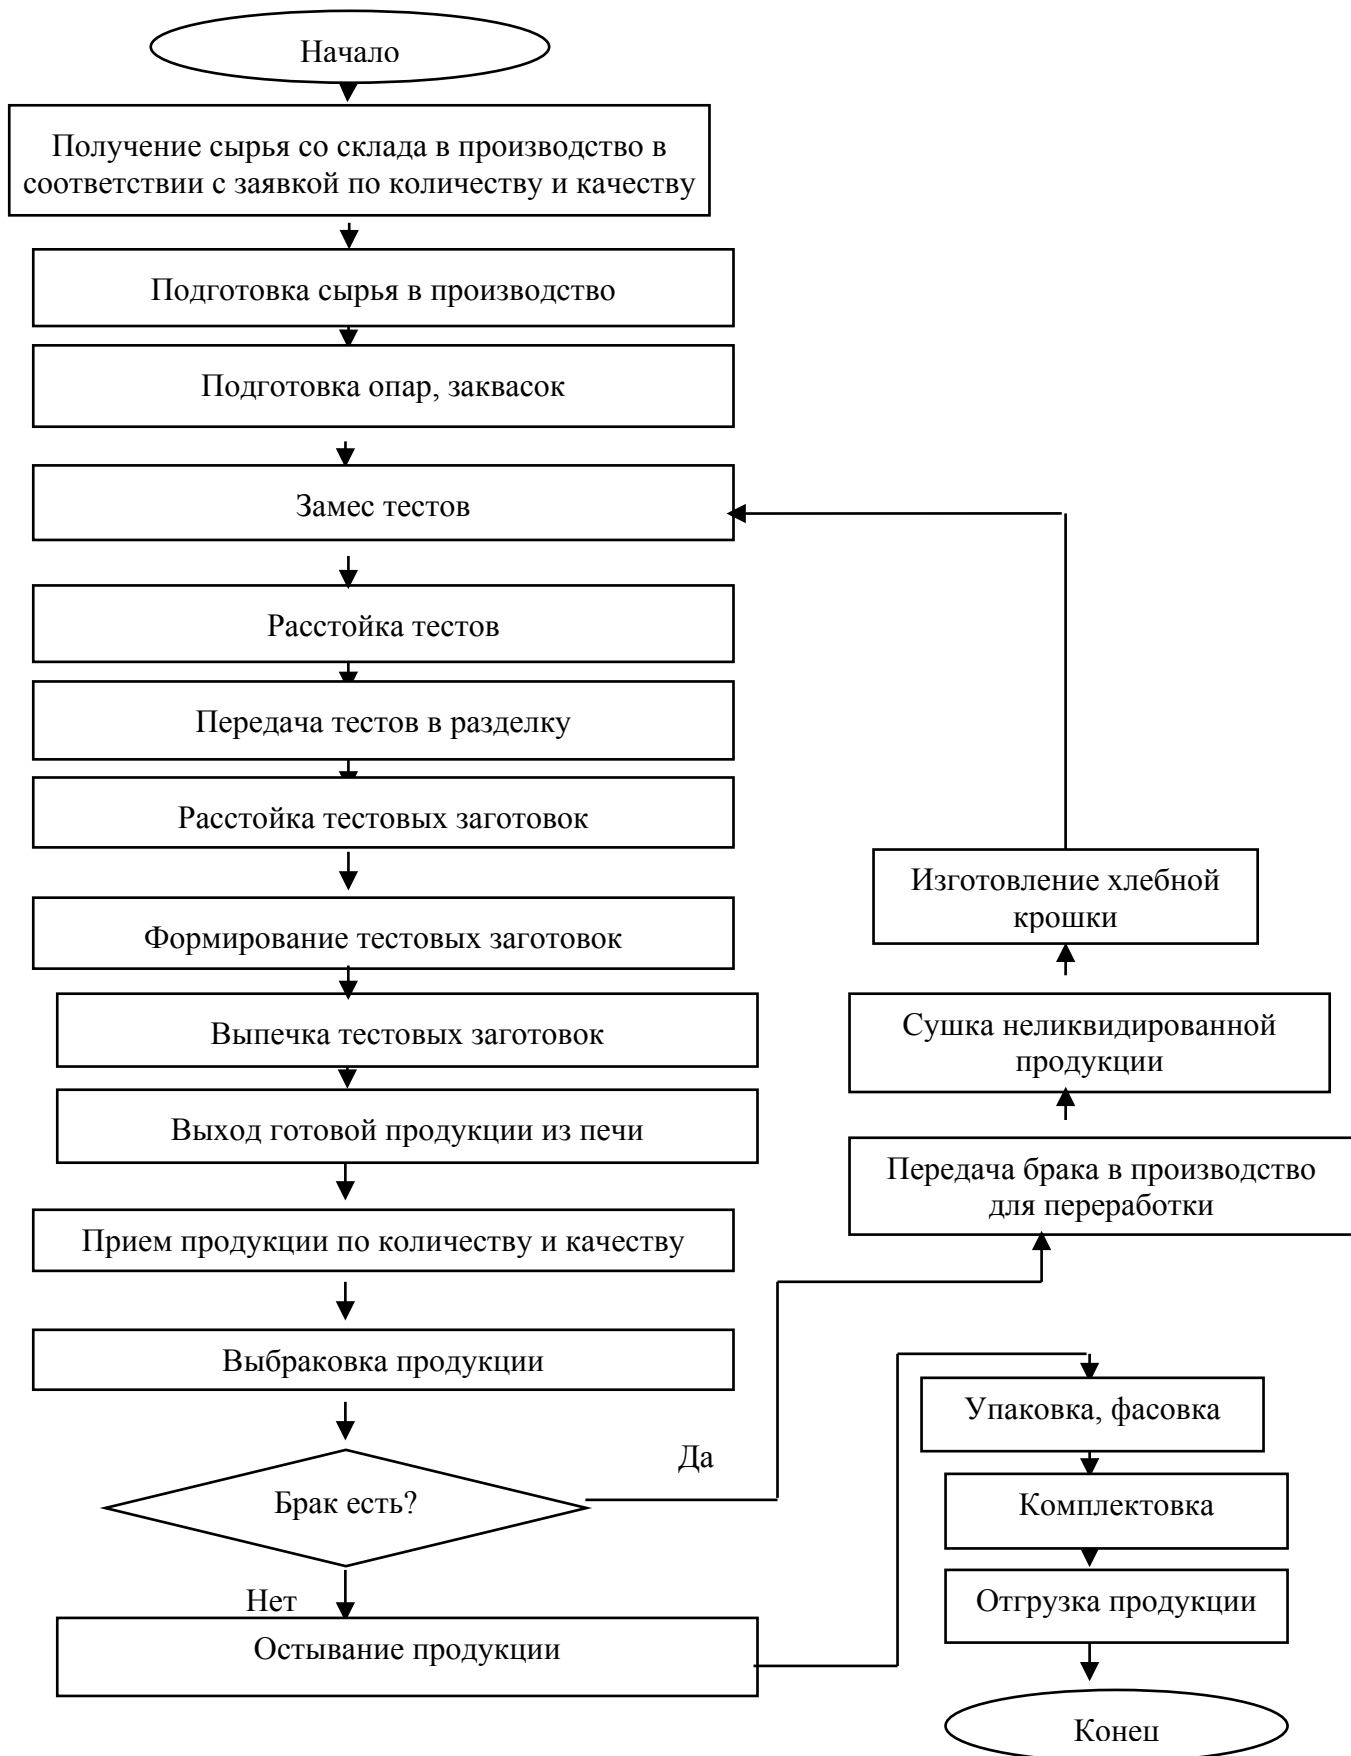 Начало
Получение сырья со склада в производство в
соответствии с заявкой по количеству и качеству
Подготовка сырья в производство
Подготовка опар, заквасок
Замес тестов
Расстойка тестов
Передача тестов в разделку
Расстойка тестовых заготовок
Формирование тестовых заготовок
Выпечка тестовых заготовок
Выход готовой продукции из печи
Прием продукции по количеству и качеству
Выбраковка продукции
Брак есть?
Да
Нет
Остывание продукции
Изготовление хлебной
крошки
Сушка неликвидированной
продукции
Передача брака в производство
для переработки
Упаковка, фасовка
Комплектовка
Отгрузка продукции
Конец